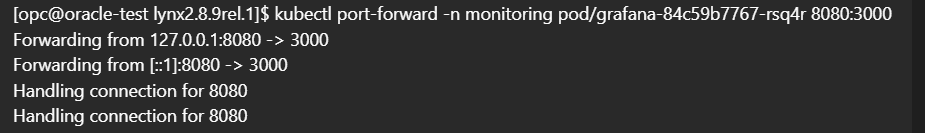 [opc@oracle-test lynx2.8.9rel.1]$ kubectl port-forward -n monitoring pod/grafana-84c59b7767-rsq4r 8080:3000
Forwarding from 127.0.0.1:8080 -> 3000
Forwarding from [::1]:8080 -> 3000
Handling connection for 8080
Handling connection for 8080